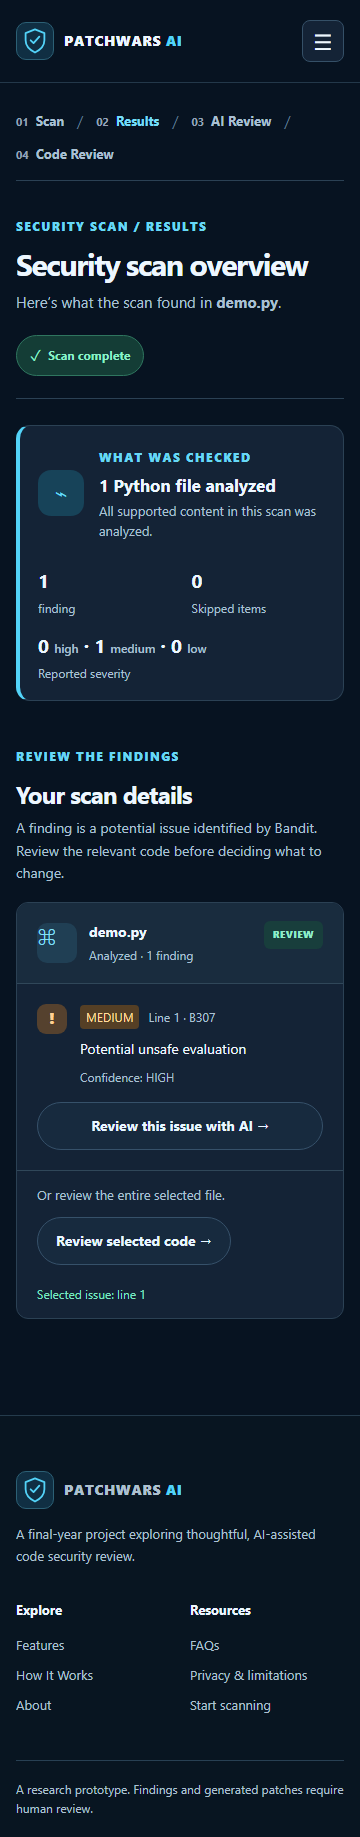 PATCHWARS AI
01 Scan / 02 Results / 03 AI Review /
04 Code Review
SECURITY SCAN / RESULTS
Security scan overview
Here's what the scan found in demo.py.
✓ Scan complete
WHAT WAS CHECKED
1 Python file analyzed
All supported content in this scan was
analyzed.
1
finding
0
Skipped items
0 high · 1 medium · 0 low
Reported severity
REVIEW THE FINDINGS
Your scan details
A finding is a potential issue identified by Bandit.
Review the relevant code before deciding what to
change.
demo.py
Analyzed · 1 finding
REVIEW
! MEDIUM Line 1 · B307
Potential unsafe evaluation
Confidence: HIGH
Review this issue with AI →
Or review the entire selected file.
Review selected code →
Selected issue: line 1
PATCHWARS AI
A final-year project exploring thoughtful, AI-assisted
code security review.
Explore
Features
How It Works
About
Resources
FAQs
Privacy & limitations
Start scanning
A research prototype. Findings and generated patches require
human review.